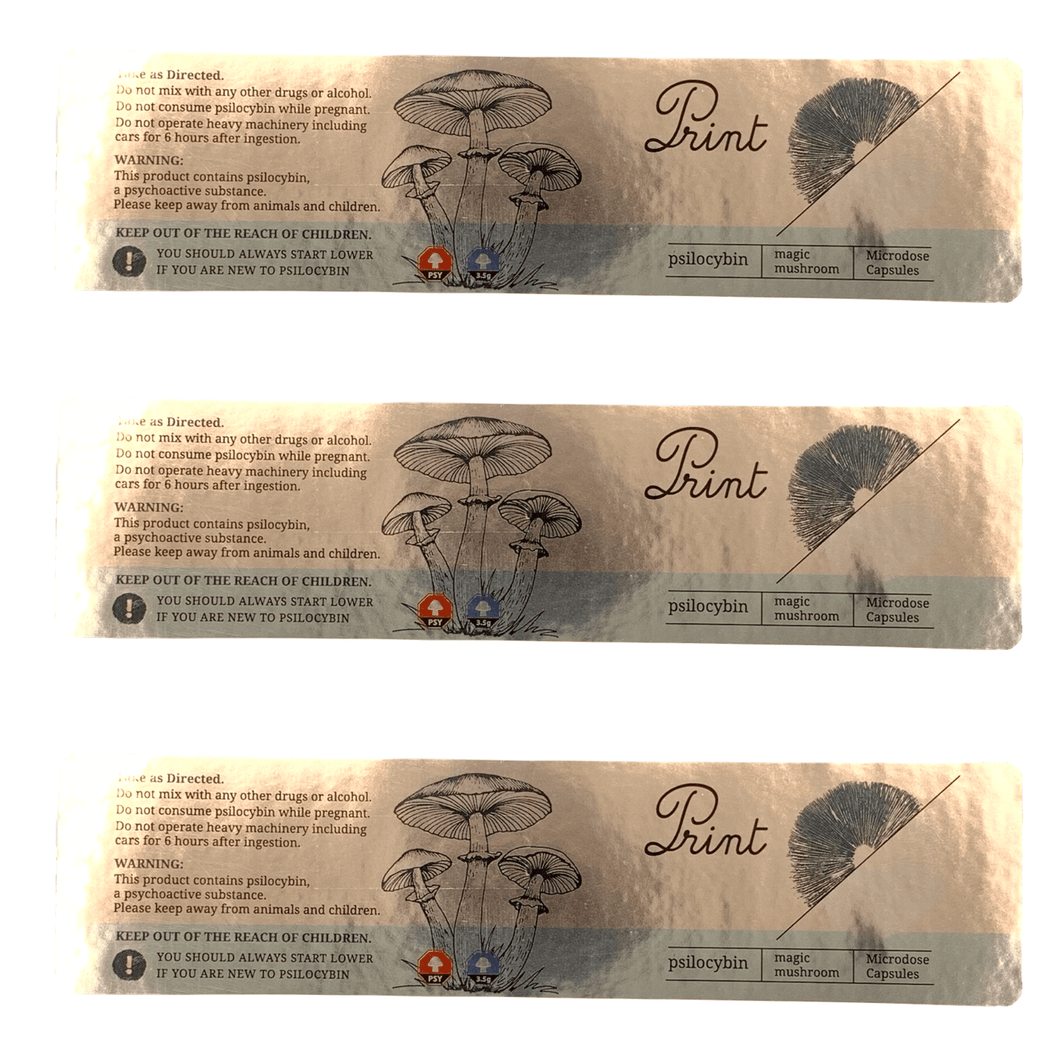 as Directed.
Do not mix with any other drugs or alcohol.
Do not consume psilocybin while pregnant.
Do not operate heavy machinery including
cars for 6 hours after ingestion.
WARNING:
This product contains psilocybin,
a psychoactive substance.
Please keep away from animals and children.
KEEP OUT OF THE REACH OF CHILDREN.
! YOU SHOULD ALWAYS START LOWER
IF YOU ARE NEW TO PSILOCYBIN
PSY
3.5g
Print
psilocybin
magic
mushroom
Microdose
Capsules
Take as Directed.
Do not mix with any other drugs or alcohol.
Do not consume psilocybin while pregnant.
Do not operate heavy machinery including
cars for 6 hours after ingestion.
WARNING:
This product contains psilocybin,
a psychoactive substance.
Please keep away from animals and children.
KEEP OUT OF THE REACH OF CHILDREN.
! YOU SHOULD ALWAYS START LOWER
IF YOU ARE NEW TO PSILOCYBIN
PSY
3.5g
Print
psilocybin
magic
mushroom
Microdose
Capsules
as Directed.
Do not mix with any other drugs or alcohol.
Do not consume psilocybin while pregnant.
Do not operate heavy machinery including
cars for 6 hours after ingestion.
WARNING:
This product contains psilocybin,
a psychoactive substance.
Please keep away from animals and children.
KEEP OUT OF THE REACH OF CHILDREN.
! YOU SHOULD ALWAYS START LOWER
IF YOU ARE NEW TO PSILOCYBIN
PSY
3.5g
Print
psilocybin
magic
mushroom
Microdose
Capsules